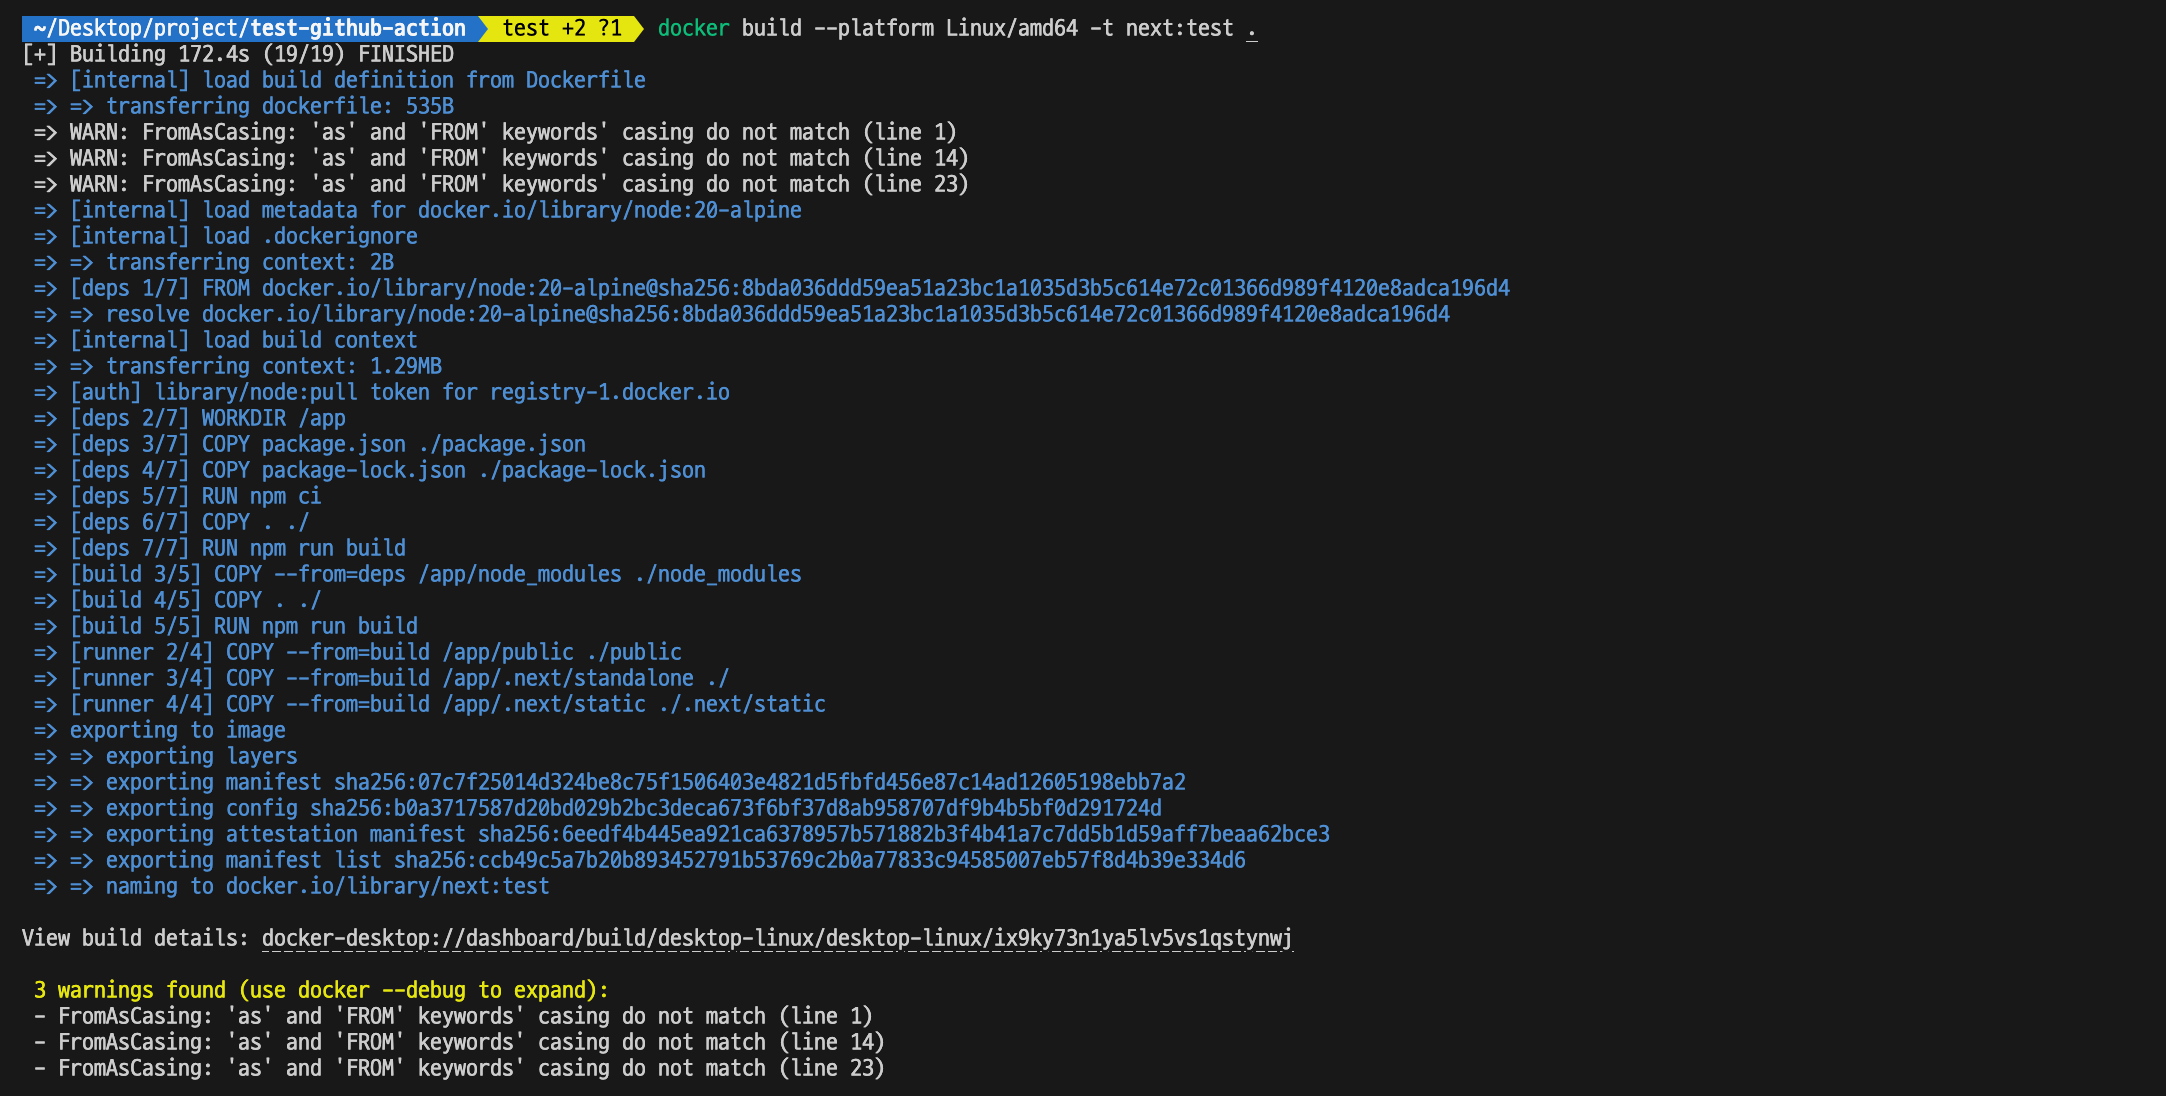 ~/Desktop/project/test-github-action  test +2 ?1  docker build --platform Linux/amd64 -t next:test .
[+] Building 172.4s (19/19) FINISHED
=> [internal] load build definition from Dockerfile
=> => transferring dockerfile: 535B
=> WARN: FromAsCasing: 'as' and 'FROM' keywords' casing do not match (line 1)
=> WARN: FromAsCasing: 'as' and 'FROM' keywords' casing do not match (line 14)
=> WARN: FromAsCasing: 'as' and 'FROM' keywords' casing do not match (line 23)
=> [internal] load metadata for docker.io/library/node:20-alpine
=> [internal] load .dockerignore
=> => transferring context: 2B
=> [deps 1/7] FROM docker.io/library/node:20-alpine@sha256:8bda036ddd59ea51a23bc1a1035d3b5c614e72c01366d989f4120e8adca196d4
=> => resolve docker.io/library/node:20-alpine@sha256:8bda036ddd59ea51a23bc1a1035d3b5c614e72c01366d989f4120e8adca196d4
=> [internal] load build context
=> => transferring context: 1.29MB
=> [auth] library/node:pull token for registry-1.docker.io
=> [deps 2/7] WORKDIR /app
=> [deps 3/7] COPY package.json ./package.json
=> [deps 4/7] COPY package-lock.json ./package-lock.json
=> [deps 5/7] RUN npm ci
=> [deps 6/7] COPY . ./
=> [deps 7/7] RUN npm run build
=> [build 3/5] COPY --from=deps /app/node_modules ./node_modules
=> [build 4/5] COPY . ./
=> [build 5/5] RUN npm run build
=> [runner 2/4] COPY --from=build /app/public ./public
=> [runner 3/4] COPY --from=build /app/.next/standalone ./
=> [runner 4/4] COPY --from=build /app/.next/static ./.next/static
=> exporting to image
=> => exporting layers
=> => exporting manifest sha256:07c7f25014d324be8c75f1506403e4821d5fbfd456e87c14ad12605198ebb7a2
=> => exporting config sha256:b0a3717587d20bd029b2bc3deca673f6bf37d8ab958707df9b4b5bf0d291724d
=> => exporting attestation manifest sha256:6eedf4b445ea921ca6378957b571882b3f4b41a7c7dd5b1d59aff7beaa62bce3
=> => exporting manifest list sha256:ccb49c5a7b20b893452791b53769c2b0a77833c94585007eb57f8d4b39e334d6
=> => naming to docker.io/library/next:test
View build details: docker-desktop://dashboard/build/desktop-linux/desktop-linux/ix9ky73n1ya5lv5vs1qstynwj
3 warnings found (use docker --debug to expand):
- FromAsCasing: 'as' and 'FROM' keywords' casing do not match (line 1)
- FromAsCasing: 'as' and 'FROM' keywords' casing do not match (line 14)
- FromAsCasing: 'as' and 'FROM' keywords' casing do not match (line 23)